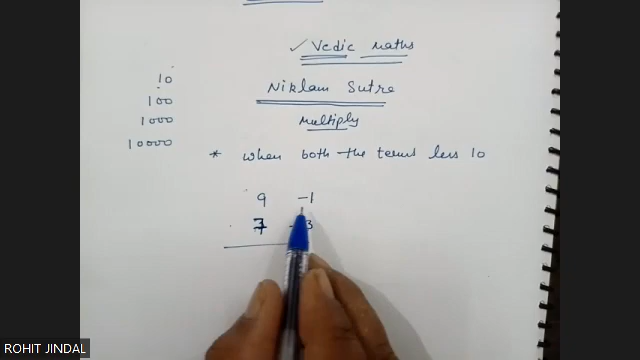 ✓ Vedic Maths
Niklam Sutre
Multiply
10
100
1000
10000
* when both the terms less 10
9 -1
7 -3
ROHIT JINDAL